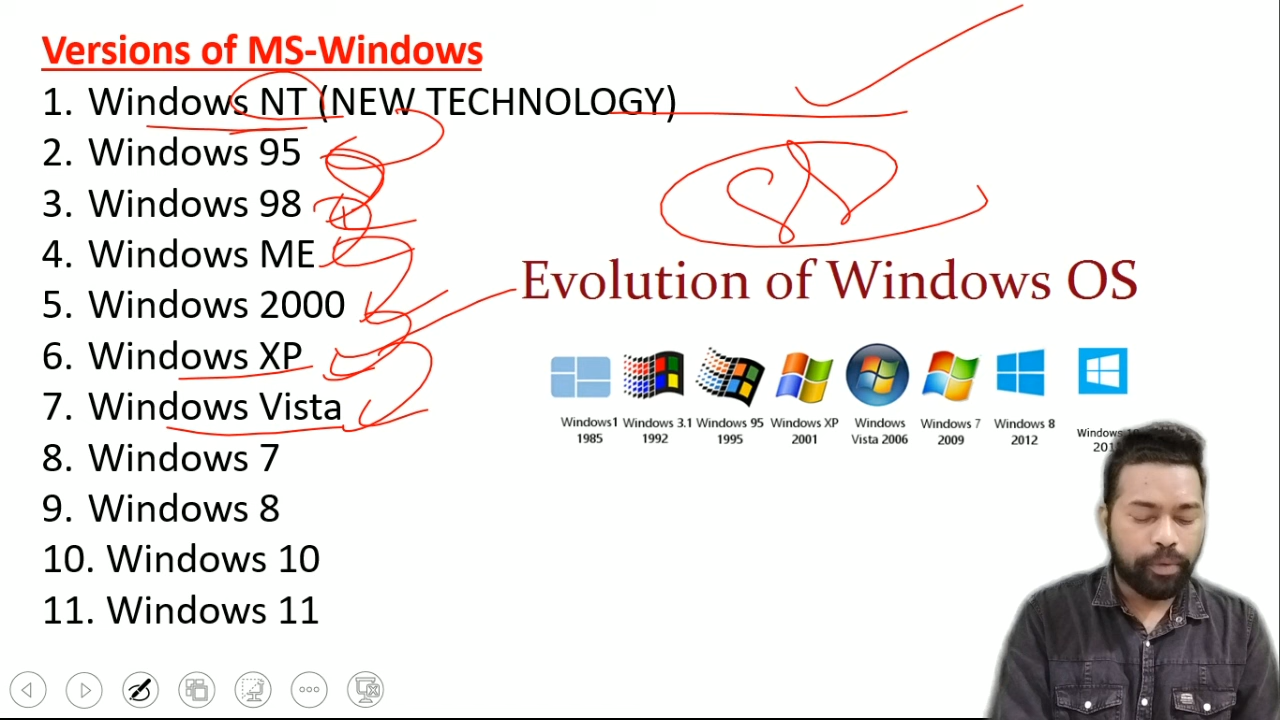 Versions of MS-Windows
1. Windows NT (NEW TECHNOLOGY)
2. Windows 95
3. Windows 98
4. Windows ME
5. Windows 2000
6. Windows XP
7. Windows Vista
8. Windows 7
9. Windows 8
10. Windows 10
11. Windows 11
Evolution of Windows OS
Windows1 1985
Windows 3.1 1992
Windows 95 1995
Windows XP 2001
Windows Vista 2006
Windows 7 2009
Windows 8 2012
Windows